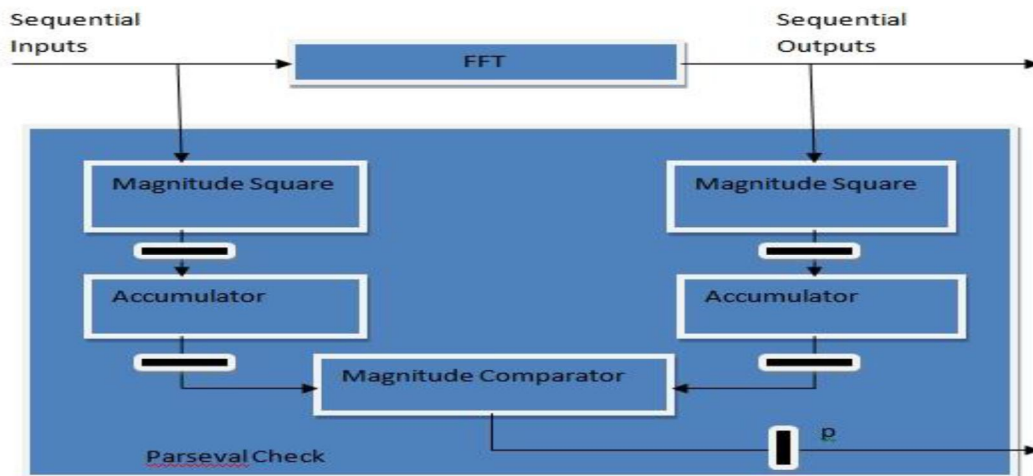 Sequential
Inputs
Sequential
Outputs
FFT
Magnitude Square
Magnitude Square
Accumulator
Accumulator
Magnitude Comparator
p
Parseval Check